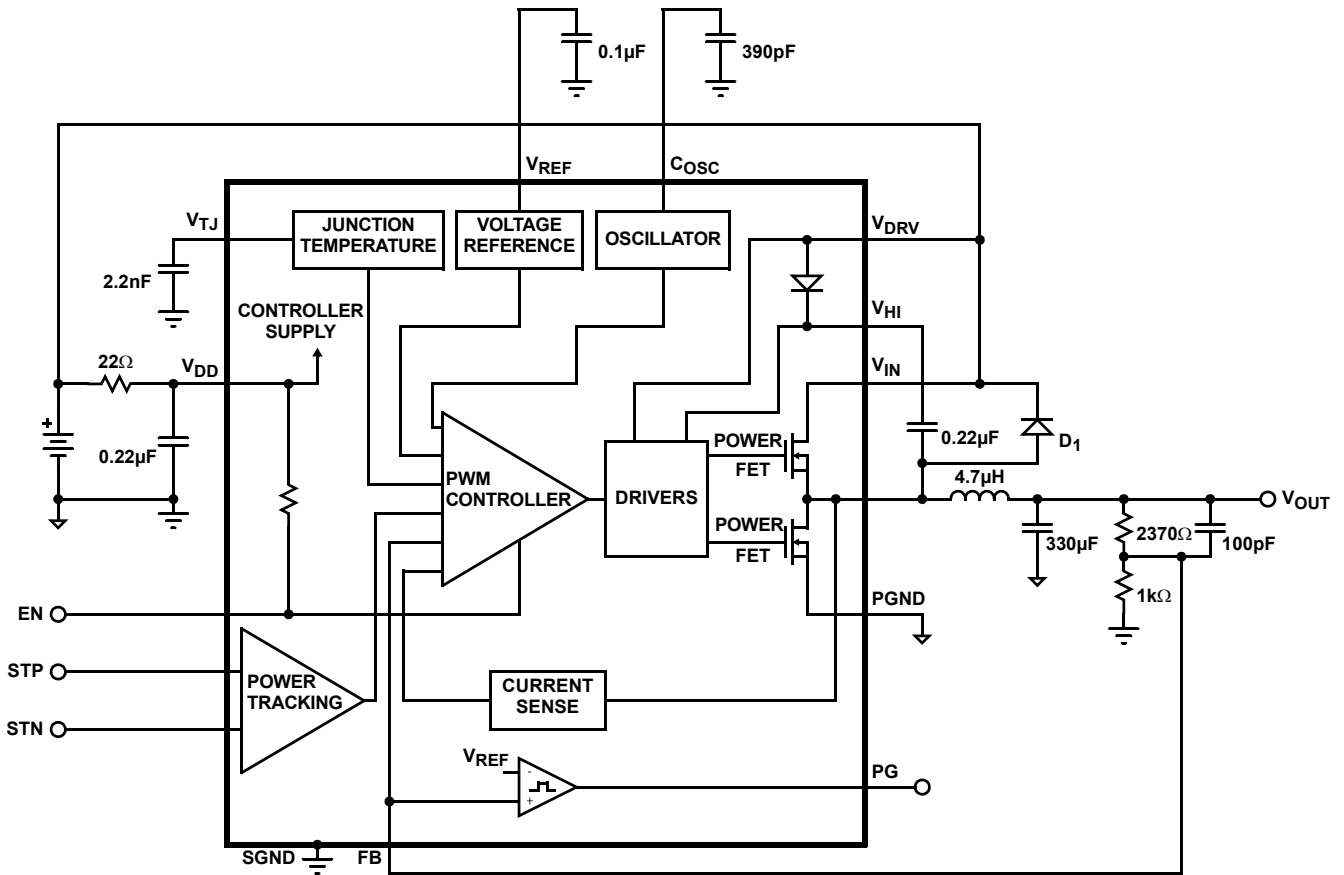 0.1µF
390pF
VREF
COSC
VTJ
JUNCTION
TEMPERATURE
VOLTAGE
REFERENCE
OSCILLATOR
VDRV
2.2nF
CONTROLLER
SUPPLY
VHI
22Ω
VDD
VIN
+
0.22µF
0.22µF
D1
POWER
FET
PWM
CONTROLLER
DRIVERS
4.7µH
VOUT
POWER
FET
330µF
2370Ω
100pF
1kΩ
EN
PGND
STP
POWER
TRACKING
STN
CURRENT
SENSE
VREF
-
+
PG
SGND
FB